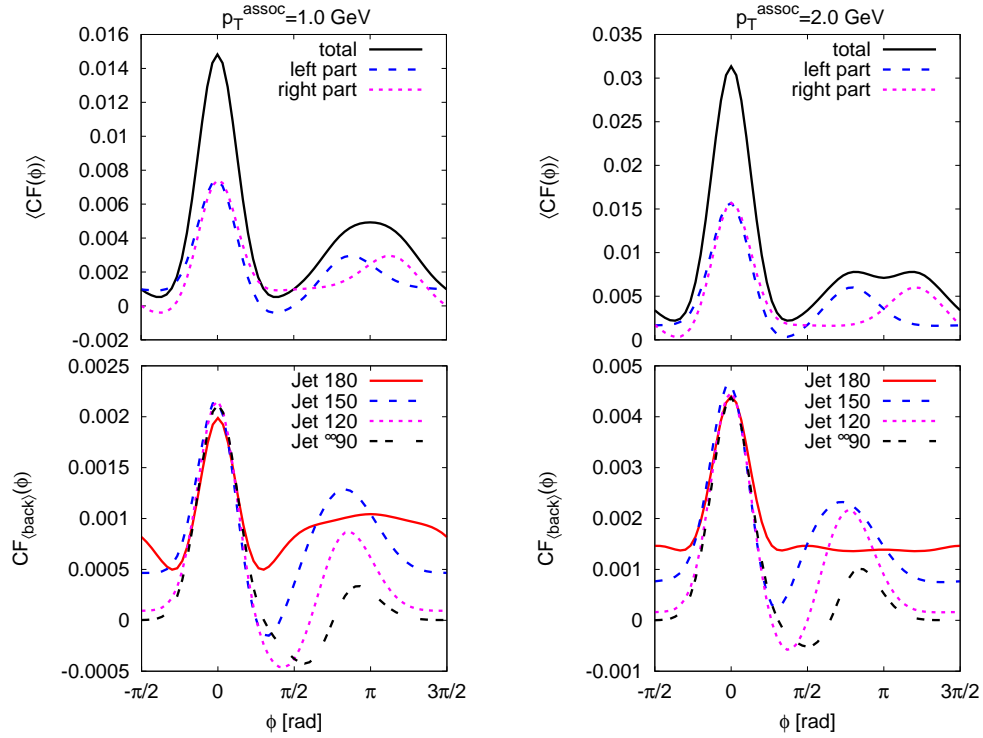 p_T^assoc=1.0 GeV
0.016
0.014
0.012
0.01
0.008
0.006
0.004
0.002
0
-0.002
⟨CF(ϕ)⟩
total
left part
right part
p_T^assoc=2.0 GeV
0.035
0.03
0.025
0.02
0.015
0.01
0.005
0
⟨CF(ϕ)⟩
total
left part
right part
0.0025
0.002
0.0015
0.001
0.0005
0
-0.0005
CF_⟨back⟩(ϕ)
Jet 180
Jet 150
Jet 120
Jet ∞90
-π/2 0 π/2 π 3π/2
ϕ [rad]
0.005
0.004
0.003
0.002
0.001
0
-0.001
CF_⟨back⟩(ϕ)
Jet 180
Jet 150
Jet 120
Jet ∞90
-π/2 0 π/2 π 3π/2
ϕ [rad]